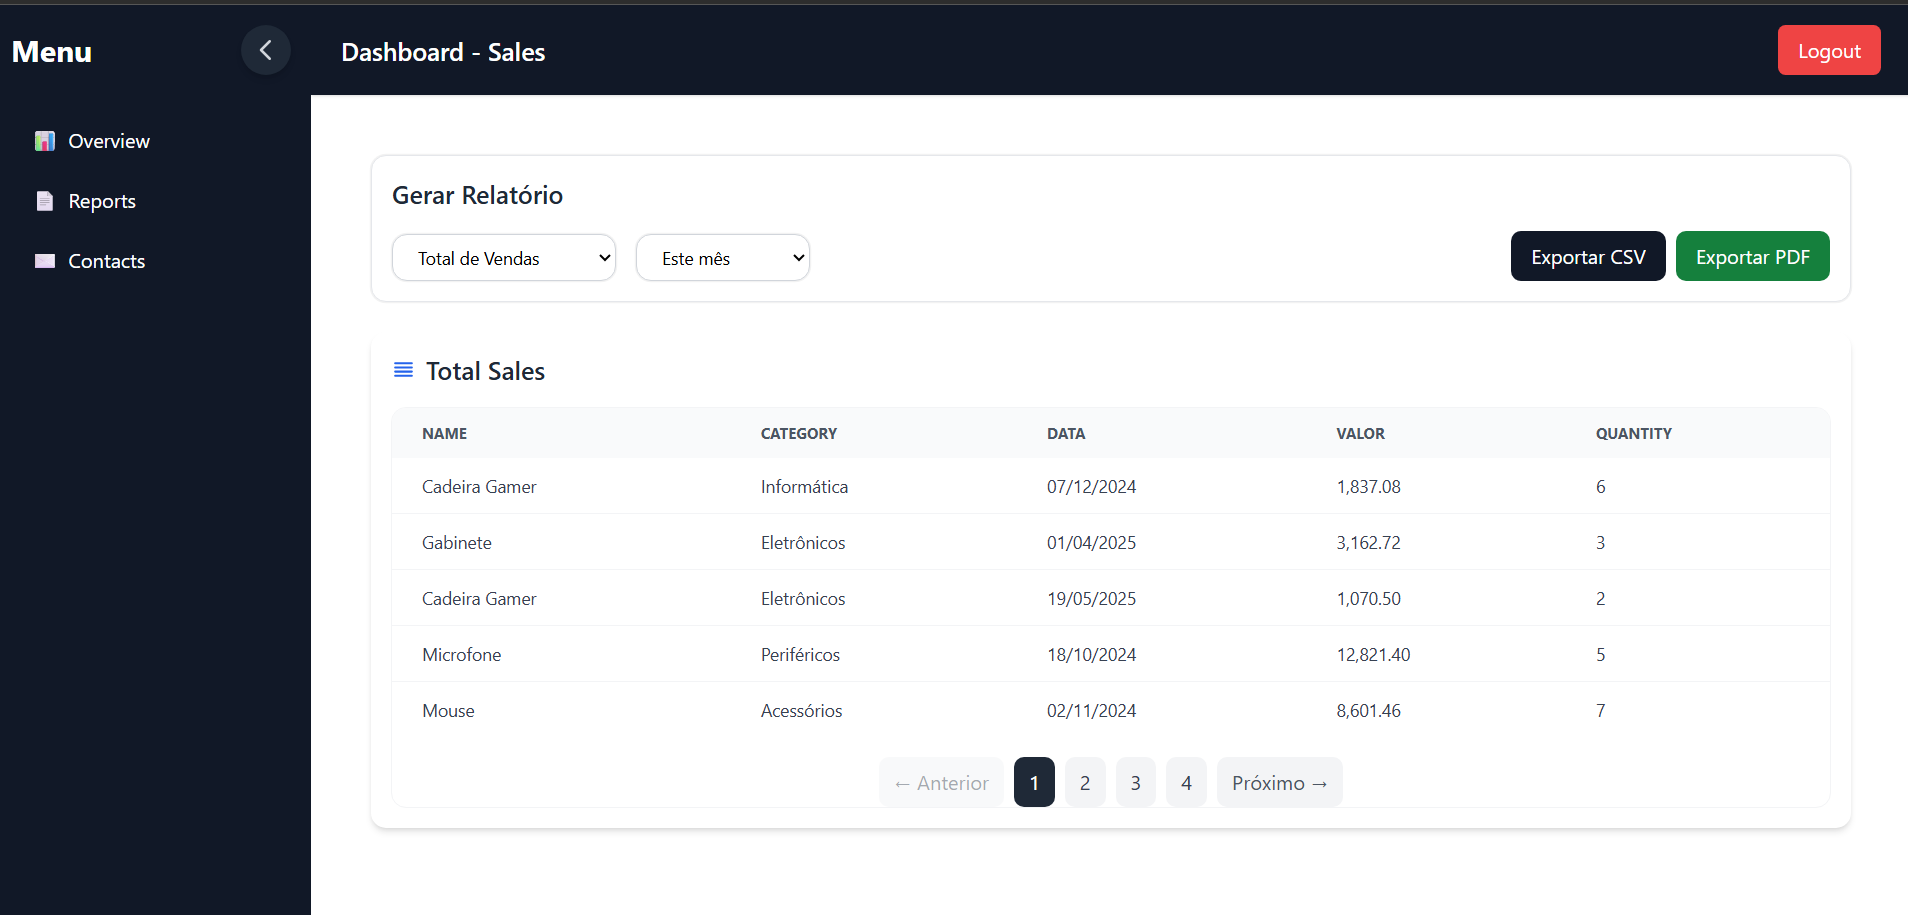 Menu
Dashboard - Sales
Logout
Overview
Reports
Contacts
Gerar Relatório
Total de Vendas
Este mês
Exportar CSV
Exportar PDF
Total Sales
NAME CATEGORY DATA VALOR QUANTITY
Cadeira Gamer Informática 07/12/2024 1,837.08 6
Gabinete Eletrônicos 01/04/2025 3,162.72 3
Cadeira Gamer Eletrônicos 19/05/2025 1,070.50 2
Microfone Periféricos 18/10/2024 12,821.40 5
Mouse Acessórios 02/11/2024 8,601.46 7
← Anterior 1 2 3 4 Próximo →